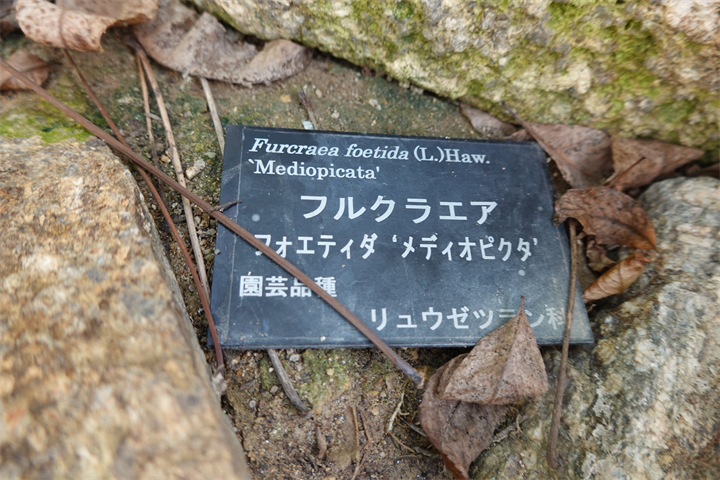 Furcraea foetida (L.)Haw.
`Mediopicata'
フルクラエア
フォエティダ ‘メディオピクタ’
園芸品種
リュウゼツラン科